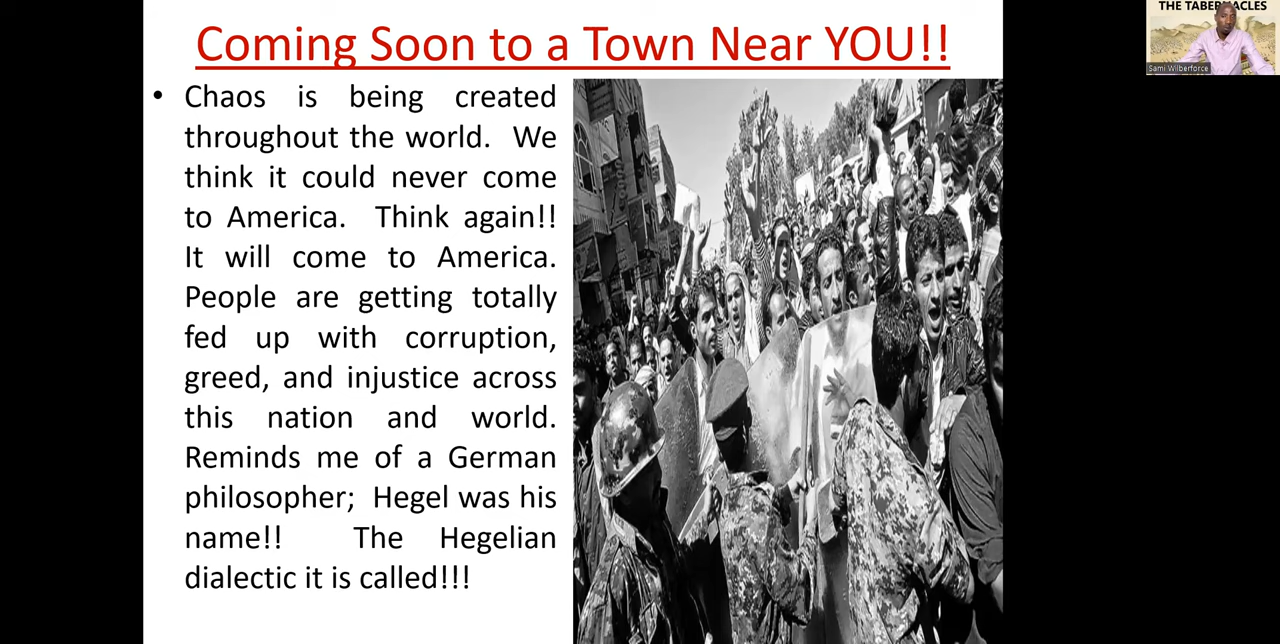 Coming Soon to a Town Near YOU!!
• Chaos is being created
throughout the world. We
think it could never come
to America. Think again!!
It will come to America.
People are getting totally
fed up with corruption,
greed, and injustice across
this nation and world.
Reminds me of a German
philosopher; Hegel was his
name!! The Hegelian
dialectic it is called!!!
THE TABERNACLES
Sami Wilberforce